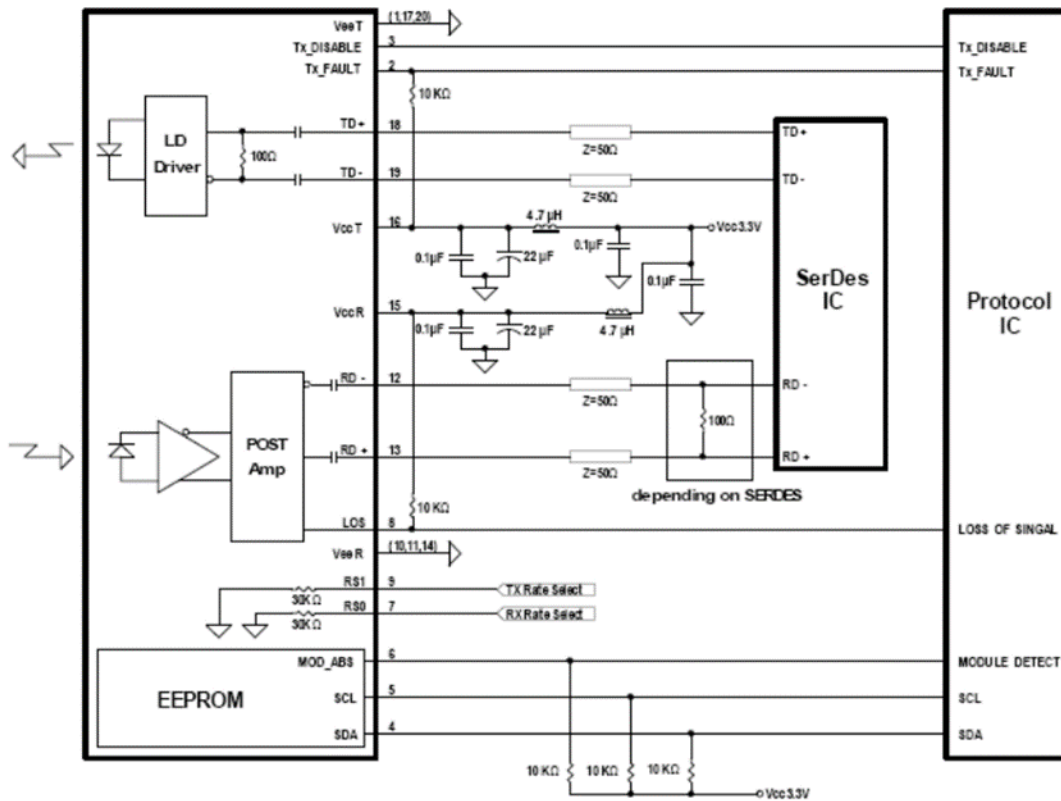 VeeT (1,17,20)
Tx_DISABLE 3 Tx_DISABLE
Tx_FAULT 2 Tx_FAULT
10 KΩ
LD
Driver
100Ω
TD+ 18 Z=50Ω TD+
TD- 19 Z=50Ω TD-
VccT 16 4.7 µH Vcc3.3V
0.1µF 22 µF 0.1µF 0.1µF
SerDes
IC
Protocol
IC
VccR 15
0.1µF 22 µF 4.7 µH
RD - 12 Z=50Ω RD -
100Ω
POST
Amp
RD + 13 Z=50Ω RD +
depending on SERDES
10 KΩ
LOS 8 LOSS OF SINGAL
VeeR (10,11,14)
RS1 9 TX Rate Select
30KΩ
RS0 7 RX Rate Select
30KΩ
MOD_ABS 6 MODULE DETECT
EEPROM
SCL 5 SCL
SDA 4 SDA
10 KΩ 10 KΩ 10 KΩ
Vcc3.3V